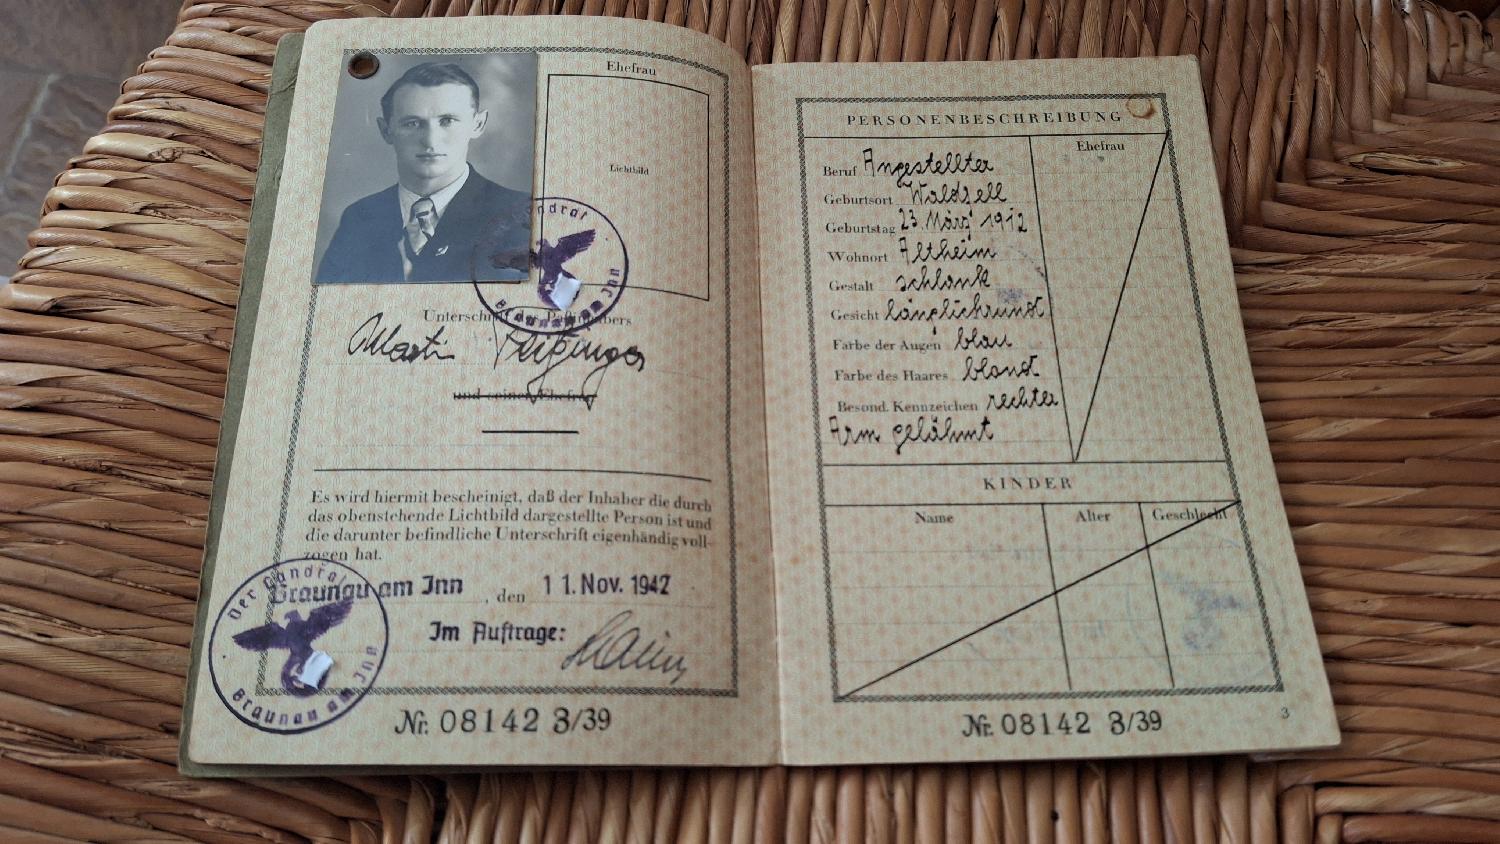 Ehefrau
Lichtbild
Landrat
Braunau am Inn
Unterschrift des Paßinhabers
Martin
und seiner Ehefrau
Es wird hiermit bescheinigt, daß der Inhaber die durch
das obenstehende Lichtbild dargestellte Person ist und
die darunter befindliche Unterschrift eigenhändig voll-
zogen hat.
Braunau am Inn, den 11. Nov. 1942
Im Auftrage:
Der Landrat
Braunau am Inn
Nr. 08142 3/39
PERSONENBESCHREIBUNG
Ehefrau
Beruf Angestellter
Geburtsort Waldzell
Geburtstag 23. März 1912
Wohnort Altheim
Gestalt schlank
Gesicht länglichrund
Farbe der Augen blau
Farbe des Haares blond
Besond. Kennzeichen rechter
Arm gelähmt
KINDER
Name Alter Geschlecht
Nr. 08142 3/39
3